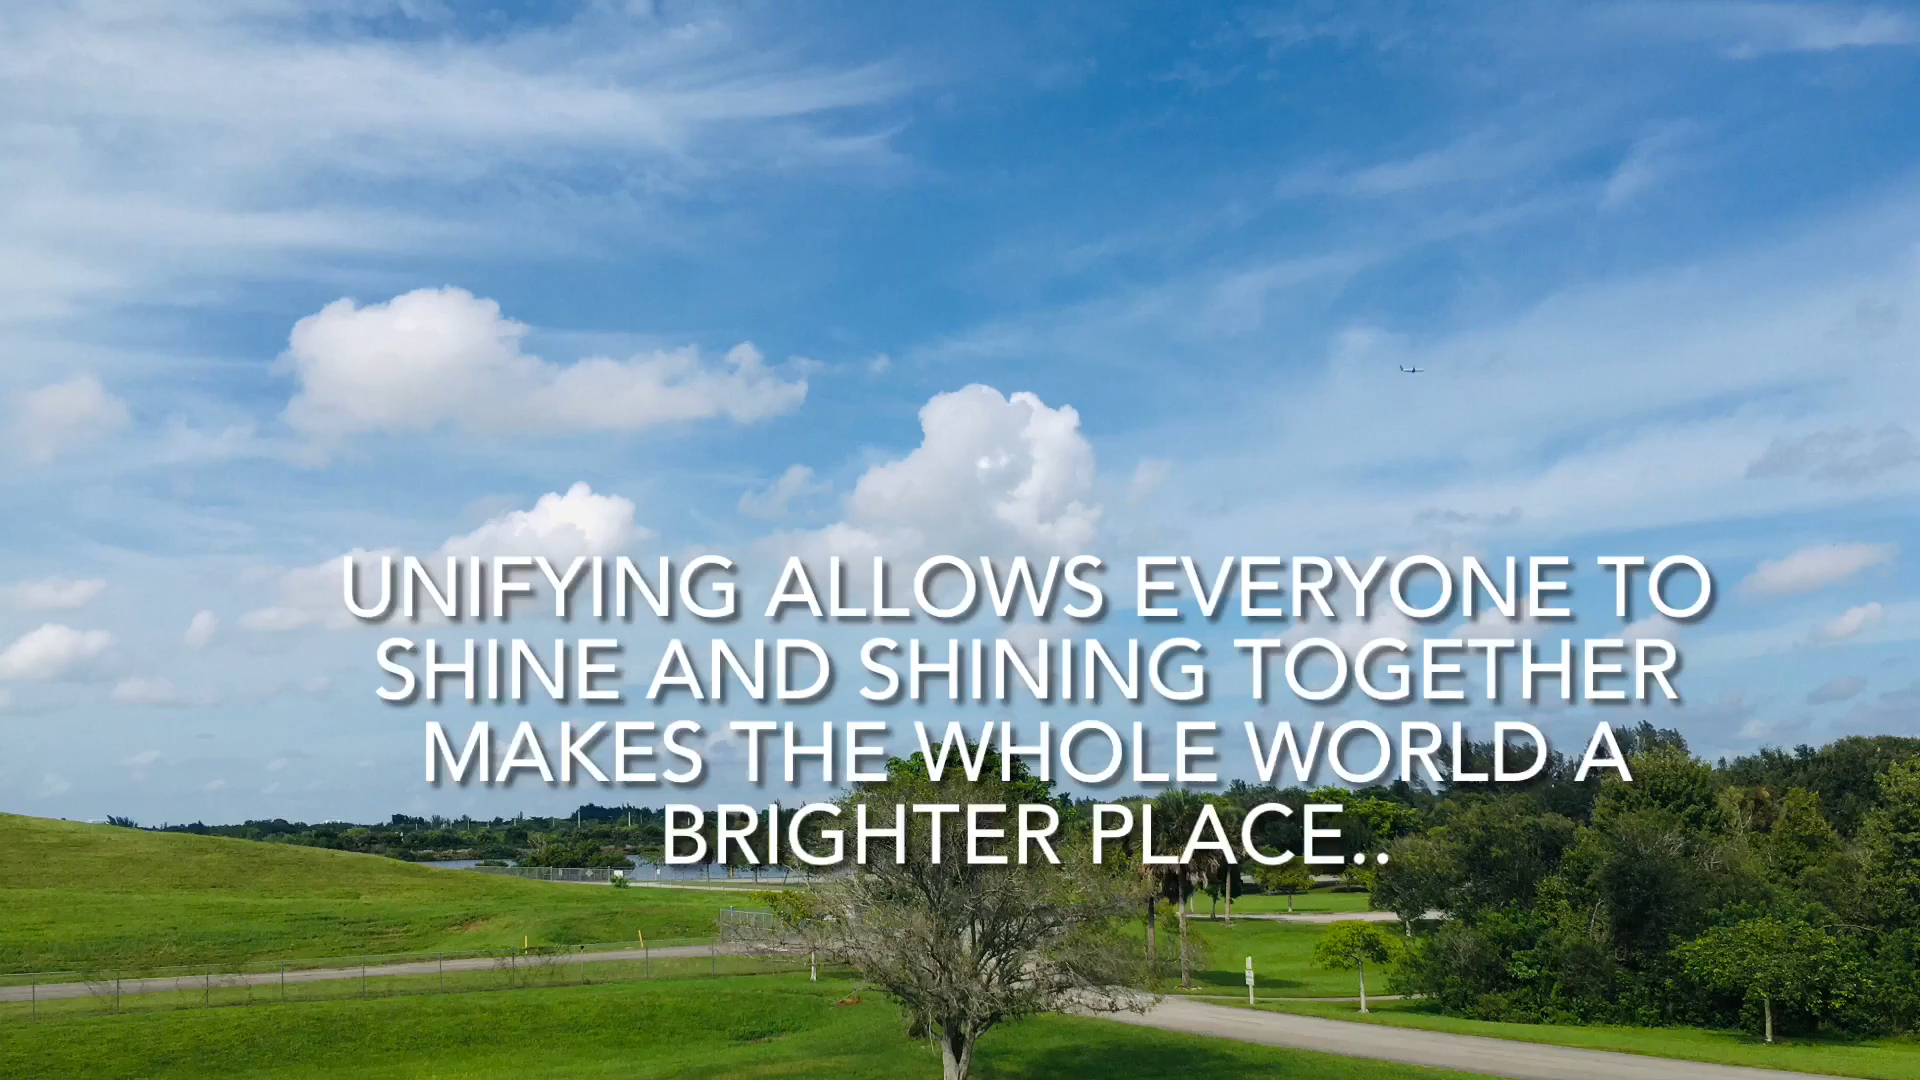 UNIFYING ALLOWS EVERYONE TO
SHINE AND SHINING TOGETHER
MAKES THE WHOLE WORLD A
BRIGHTER PLACE..